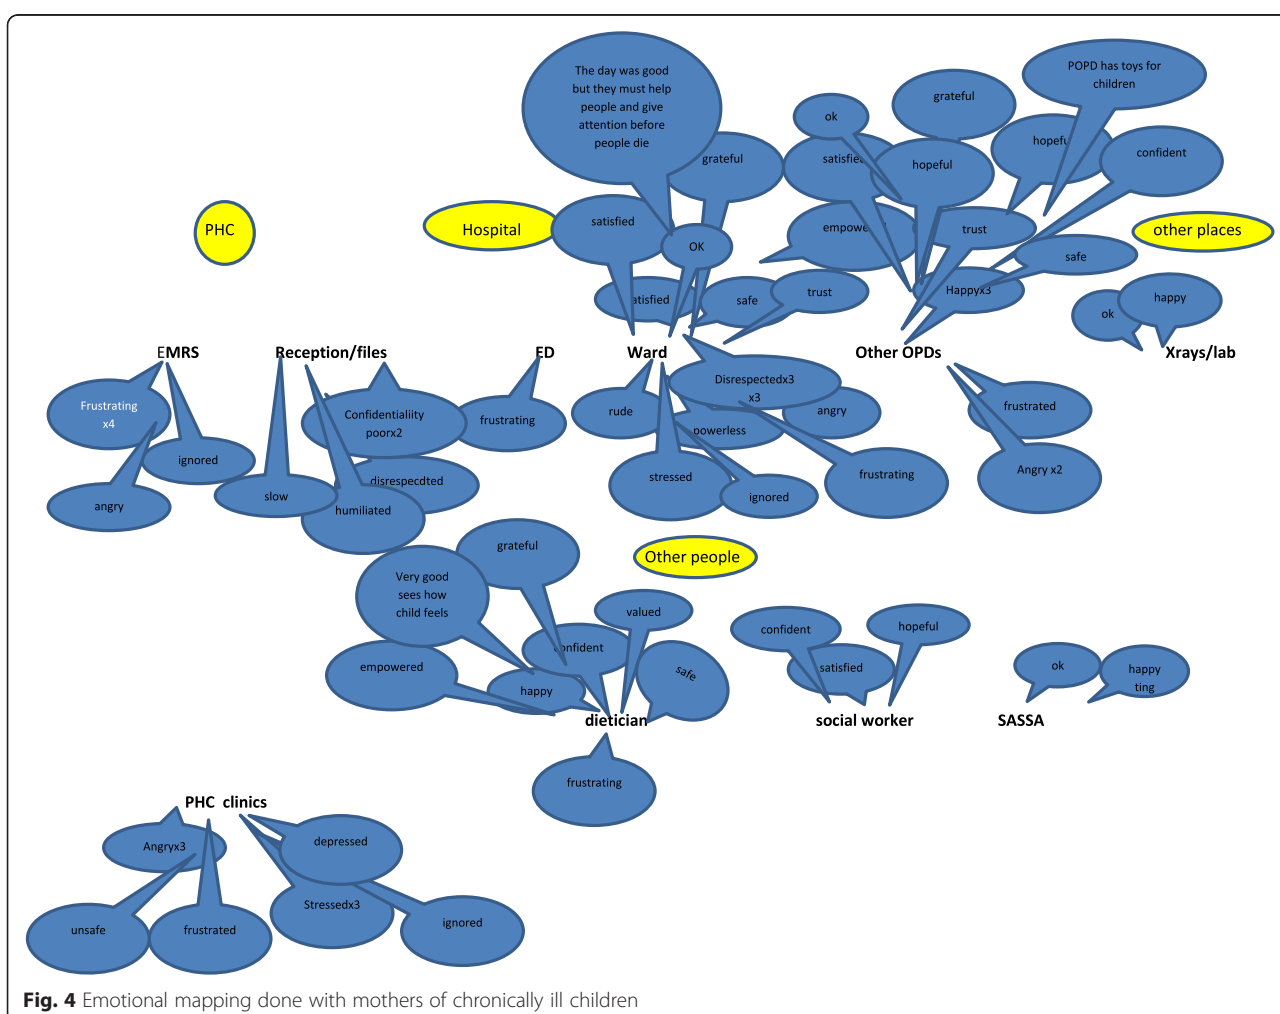 The day was good
but they must help
people and give
attention before
people die
POPD has toys for
children
grateful
ok
hopeful
confident
grateful
satisfied
hopeful
PHC
Hospital
satisfied
OK
empowe
trust
other places
safe
atisfied
safe
trust
Happyx3
ok
happy
EMRS
Reception/files
ED
Ward
Other OPDs
Xrays/lab
Frustrating
x4
ignored
angry
Confidentialiity
poorx2
disrespecdted
slow
humiliated
frustrating
rude
Disrespectedx3
x3
angry
powerless
stressed
ignored
frustrating
frustrated
Angry x2
Other people
grateful
Very good
sees how
child feels
valued
confident
empowered
happy
safe
confident
satisfied
hopeful
ok
happy
ting
dietician
social worker
SASSA
frustrating
PHC clinics
Angryx3
depressed
unsafe
frustrated
Stressedx3
ignored
Fig. 4 Emotional mapping done with mothers of chronically ill children